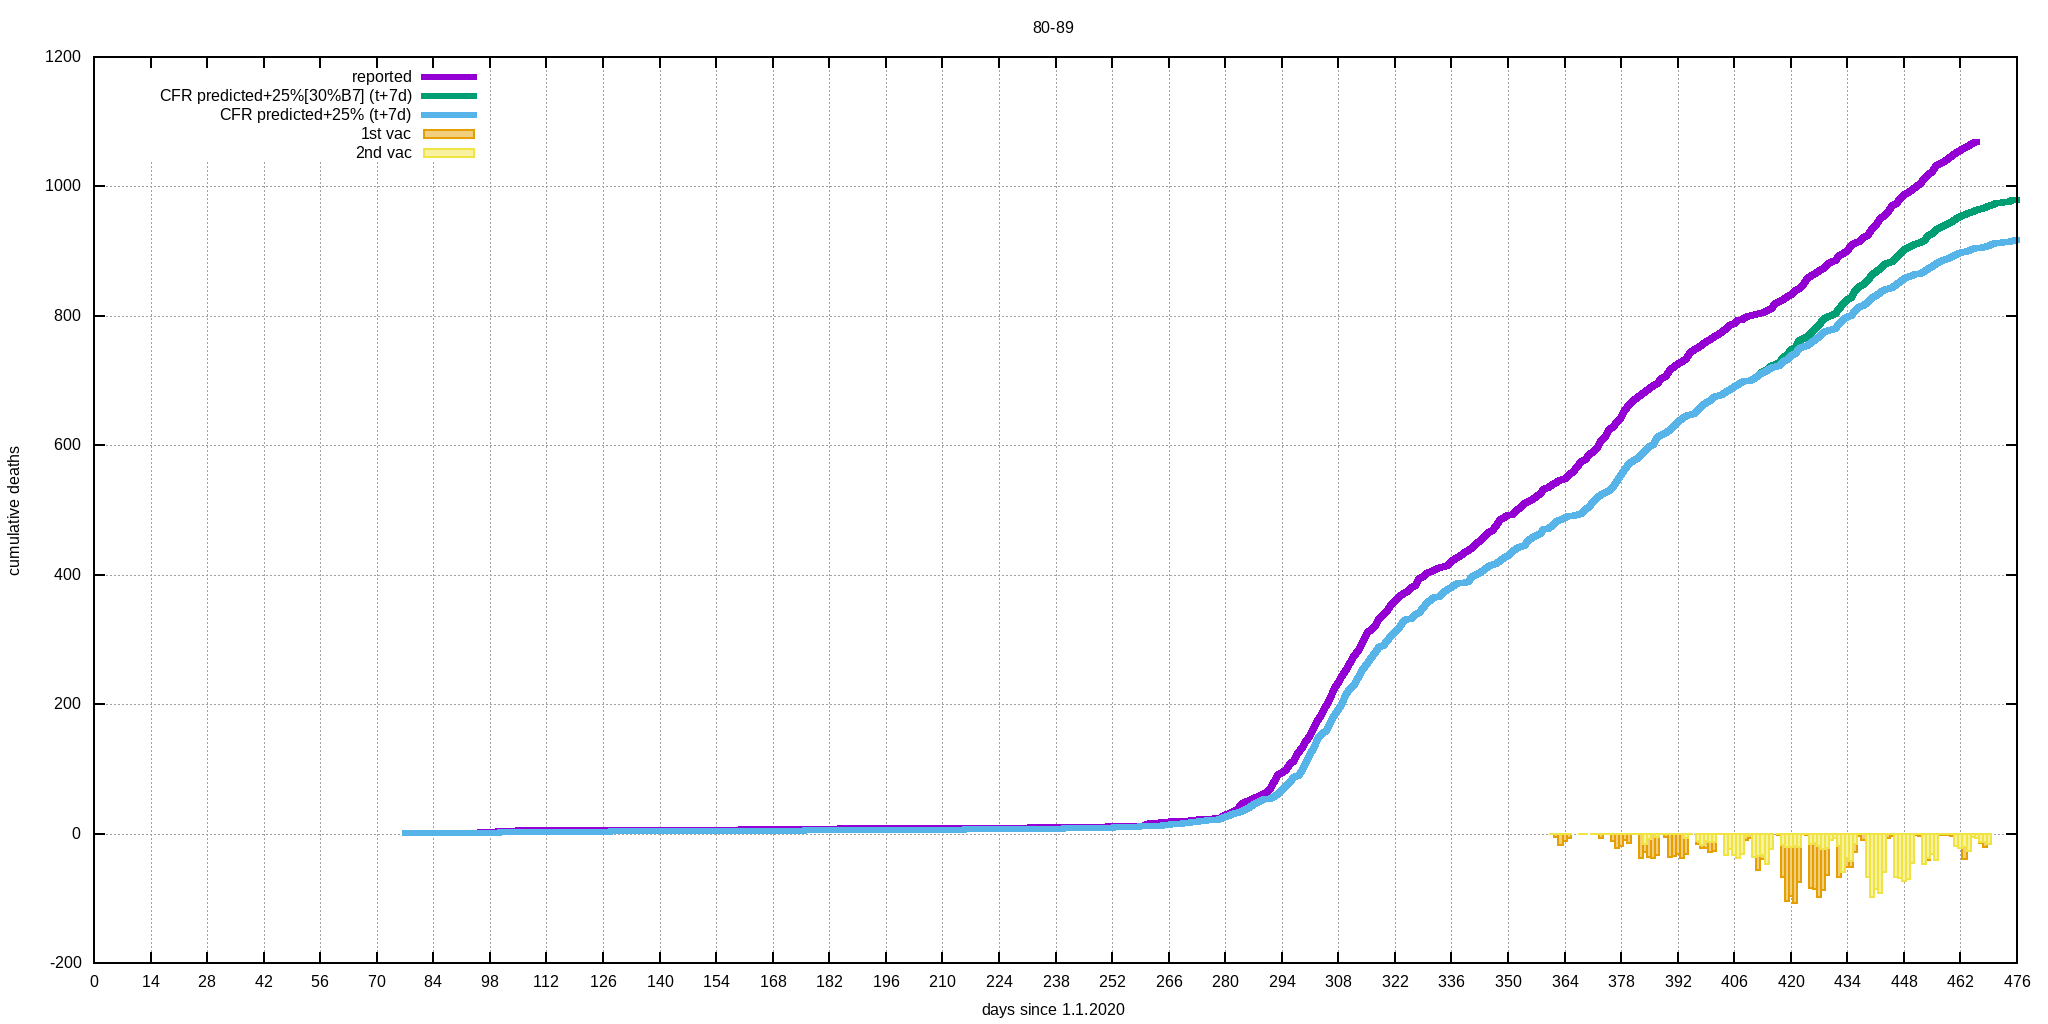 80-89
reported
CFR predicted+25%[30%B7] (t+7d)
CFR predicted+25% (t+7d)
1st vac
2nd vac
1200
1000
800
600
400
200
0
-200
cumulative deaths
0 14 28 42 56 70 84 98 112 126 140 154 168 182 196 210 224 238 252 266 280 294 308 322 336 350 364 378 392 406 420 434 448 462 476
days since 1.1.2020